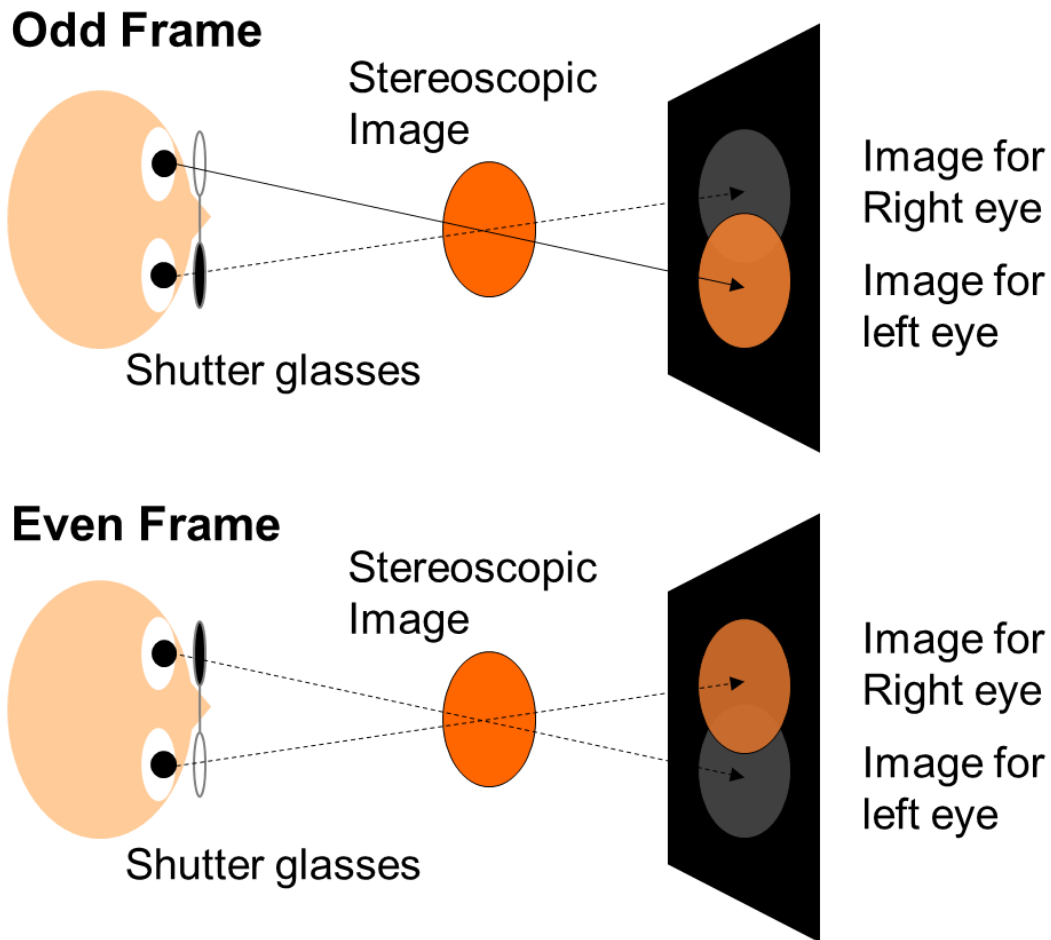 Odd Frame
Stereoscopic
Image
Image for
Right eye
Image for
left eye
Shutter glasses
Even Frame
Stereoscopic
Image
Image for
Right eye
Image for
left eye
Shutter glasses